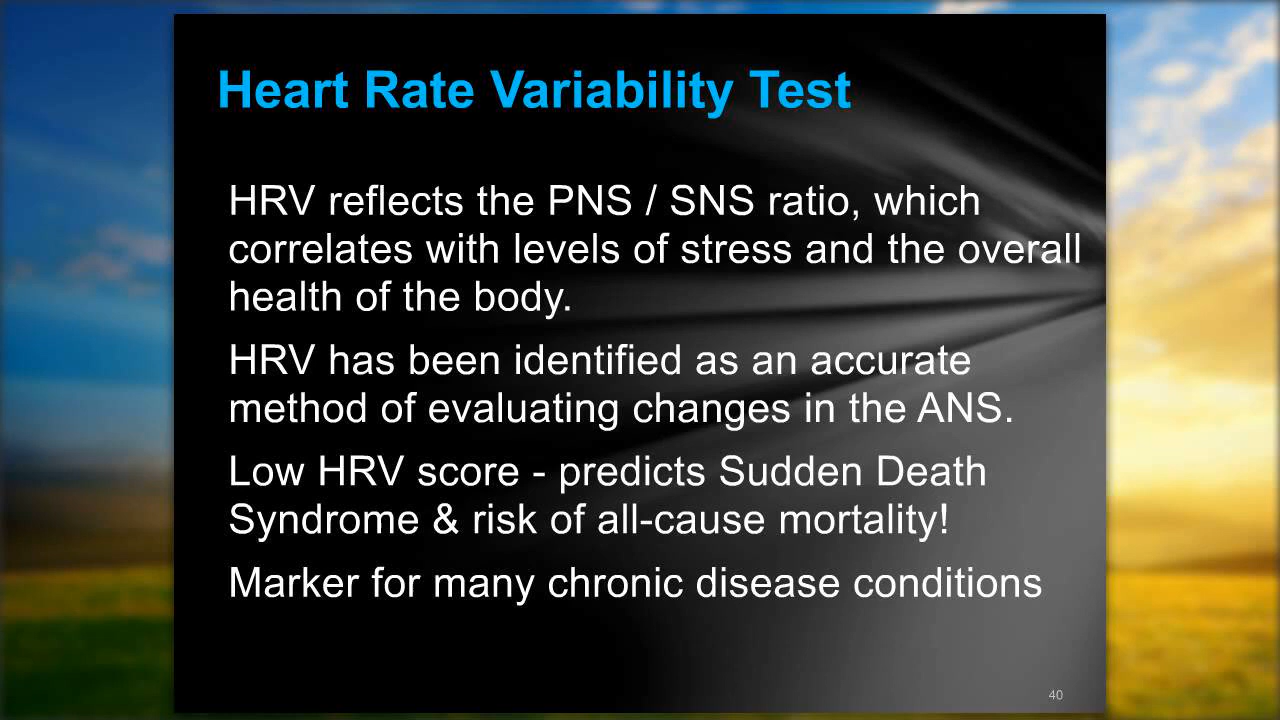 Heart Rate Variability Test
HRV reflects the PNS / SNS ratio, which
correlates with levels of stress and the overall
health of the body.
HRV has been identified as an accurate
method of evaluating changes in the ANS.
Low HRV score - predicts Sudden Death
Syndrome & risk of all-cause mortality!
Marker for many chronic disease conditions
40